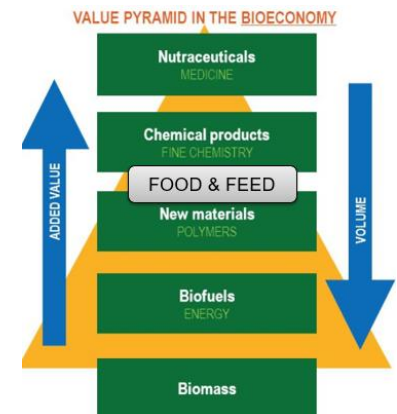 VALUE PYRAMID IN THE BIOECONOMY
Nutraceuticals
MEDICINE
Chemical products
FINE CHEMISTRY
FOOD & FEED
New materials
POLYMERS
Biofuels
ENERGY
Biomass
ADDED VALUE
VOLUME